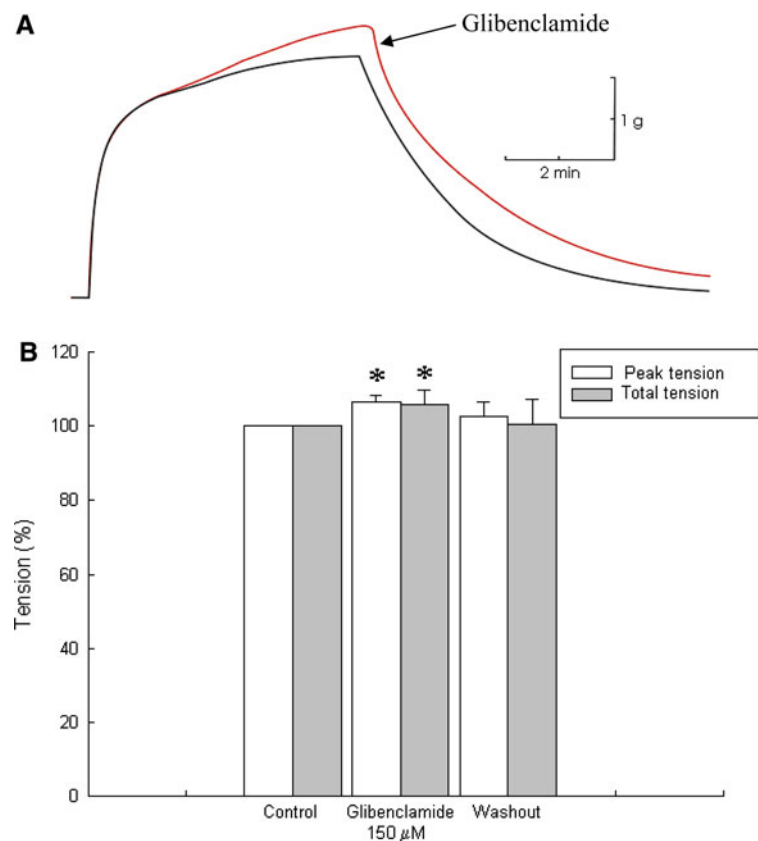 A
Glibenclamide
1 g
2 min
B
120
100
80
60
40
20
0
Tension (%)
* *
Peak tension
Total tension
Control
Glibenclamide
150 μM
Washout